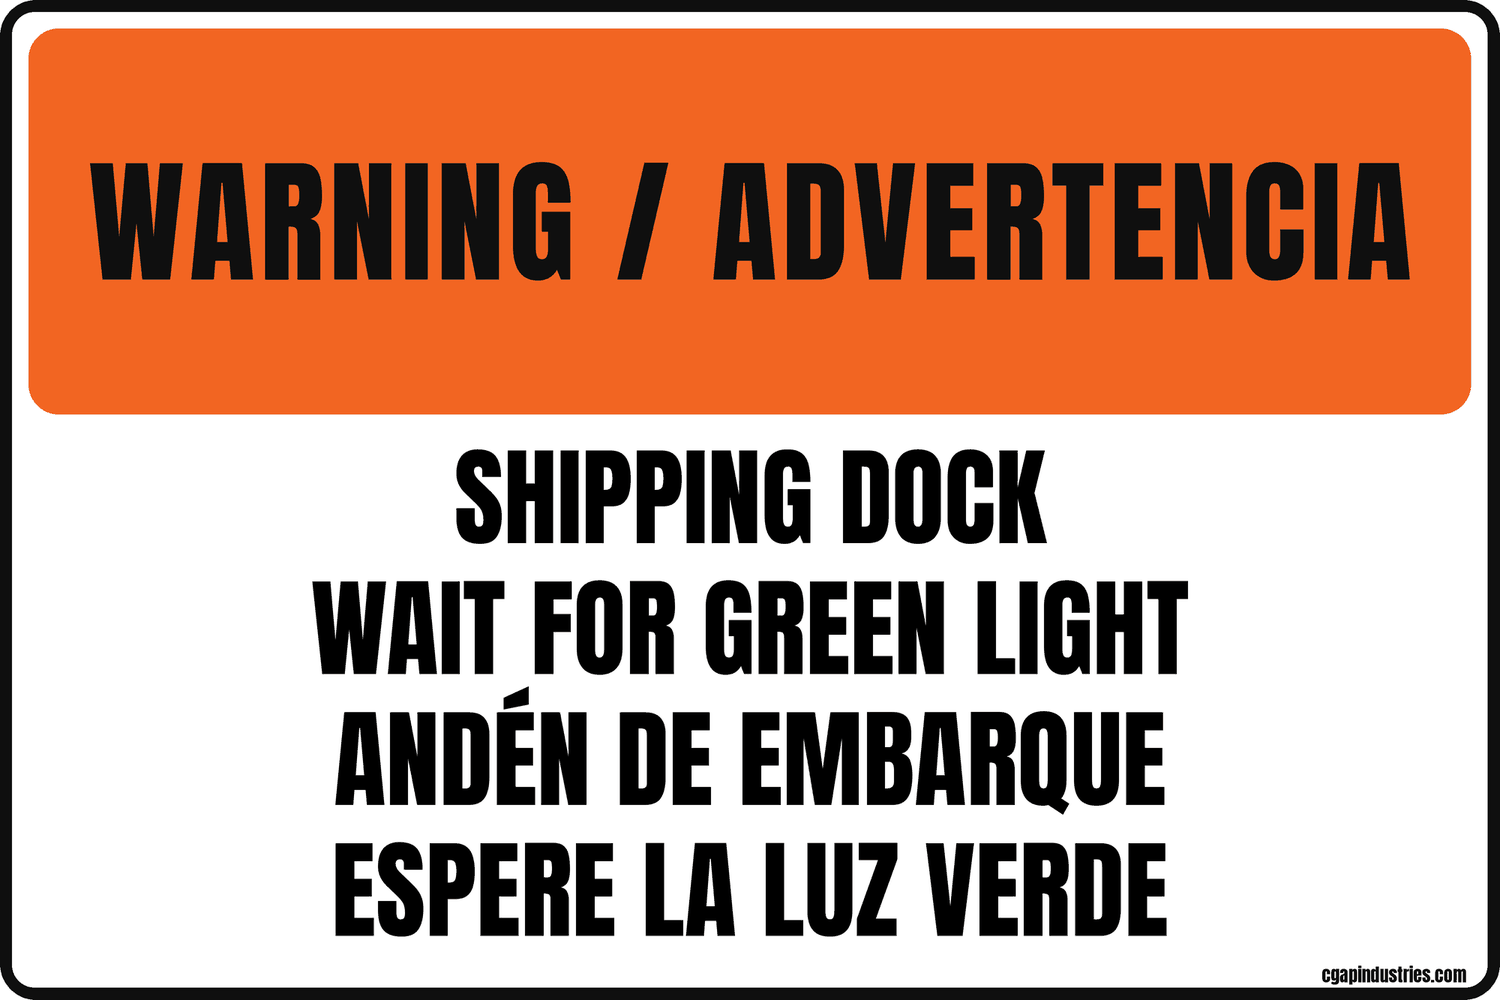 WARNING / ADVERTENCIA
SHIPPING DOCK
WAIT FOR GREEN LIGHT
ANDÉN DE EMBARQUE
ESPERE LA LUZ VERDE
cgapindustries.com